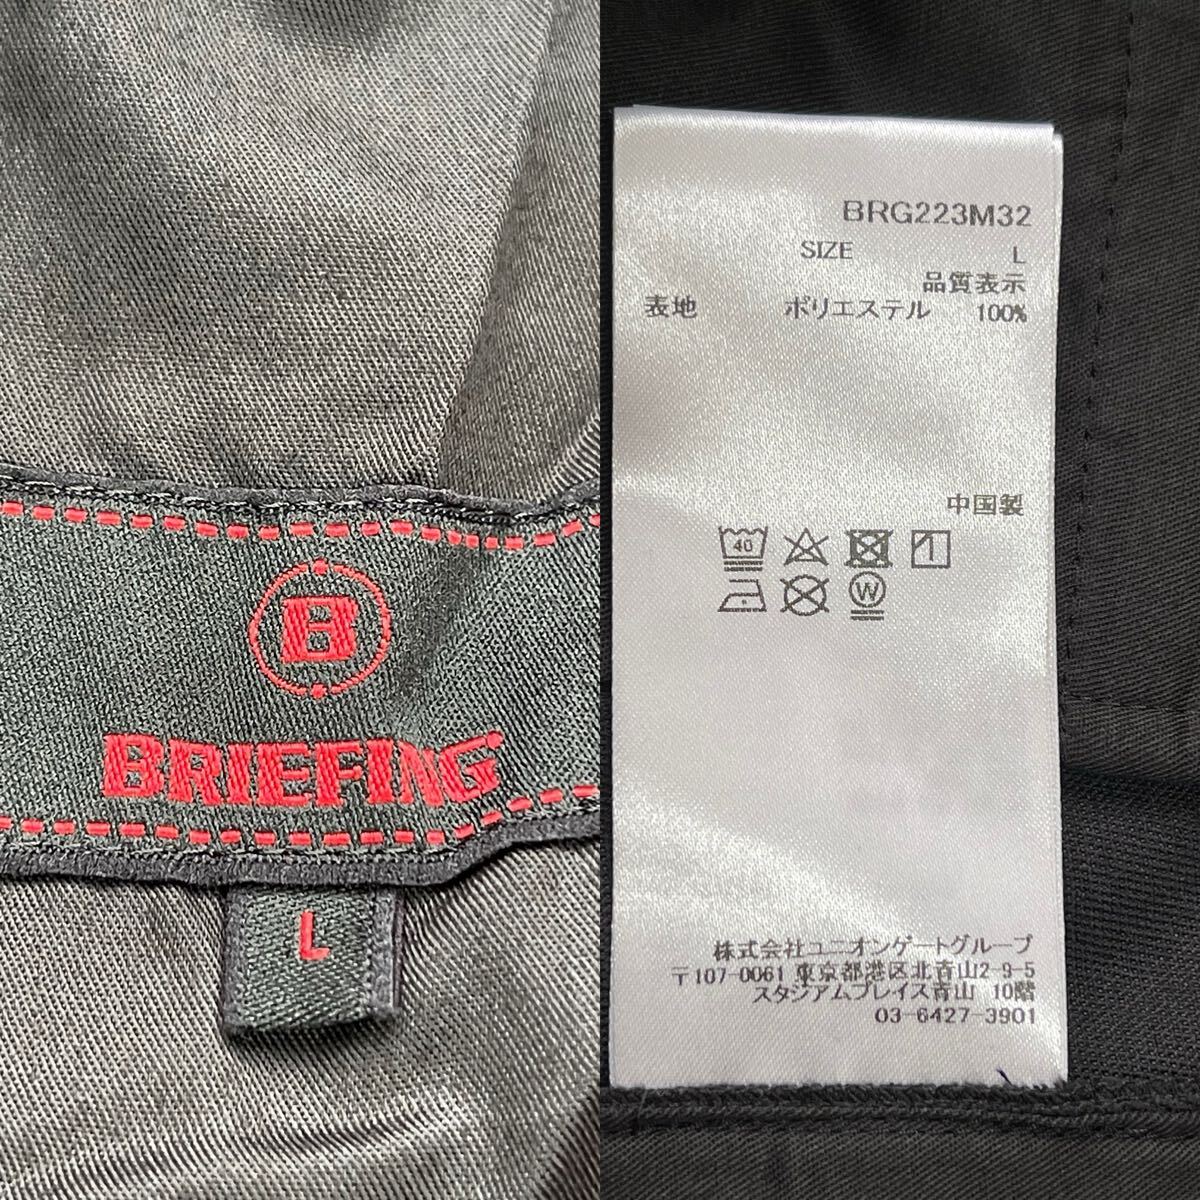 B
BRIEFING
L
BRG223M32
SIZE L
品質表示
表地 ポリエステル 100%
中国製
40
W
株式会社ユニオンゲートグループ
〒107-0061 東京都港区北青山2-9-5
スタジアムプレイス青山 10階
03-6427-3901